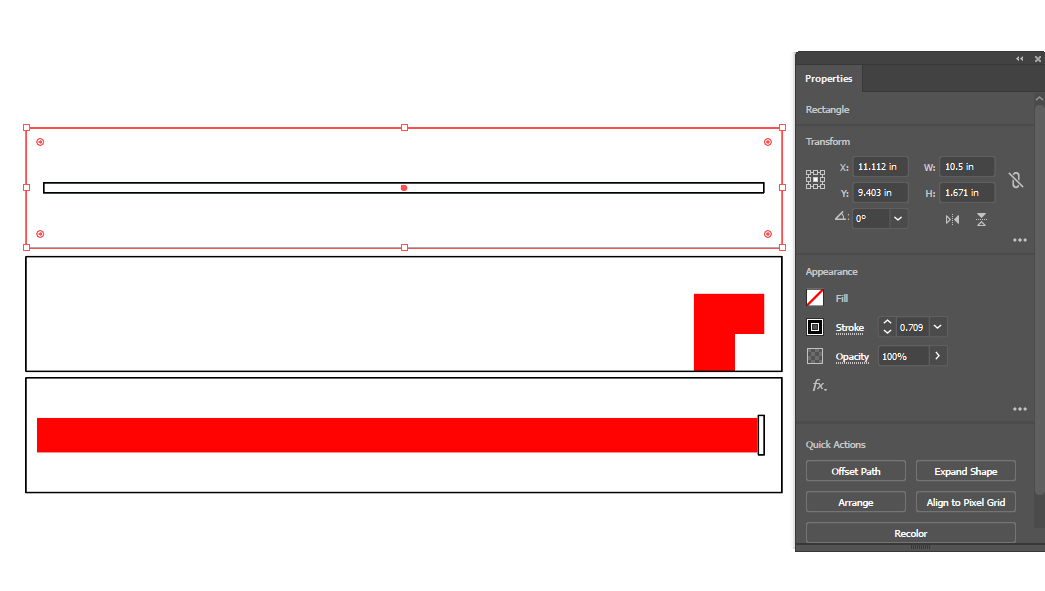 Properties
Rectangle
Transform
X: 11.112 in W: 10.5 in
Y: 9.403 in H: 1.671 in
: 0°
Appearance
Fill
Stroke 0.709
Opacity 100%
fx.
Quick Actions
Offset Path Expand Shape
Arrange Align to Pixel Grid
Recolor